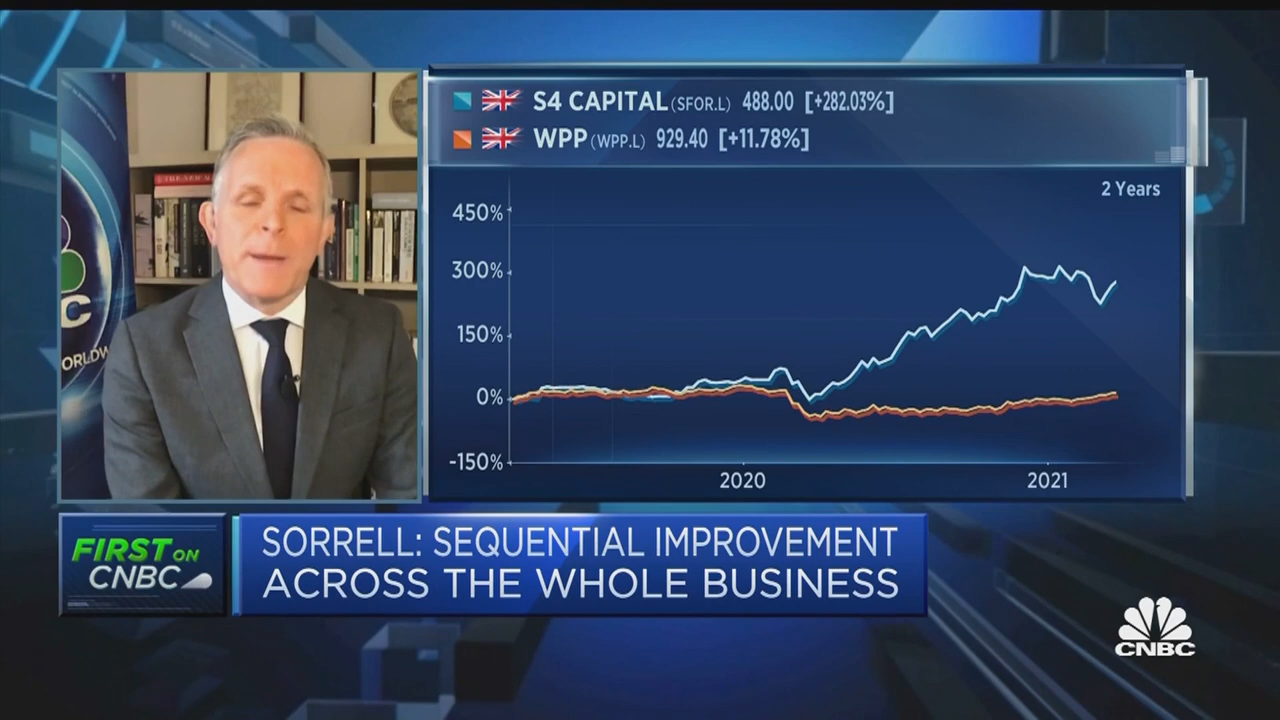 S4 CAPITAL (SFOR.L) 488.00 [+282.03%]
WPP (WPP.L) 929.40 [+11.78%]
2 Years
450%
300%
150%
0%
-150%
2020
2021
C
ORLDW
FIRST ON
CNBC
SORRELL: SEQUENTIAL IMPROVEMENT
ACROSS THE WHOLE BUSINESS
CNBC